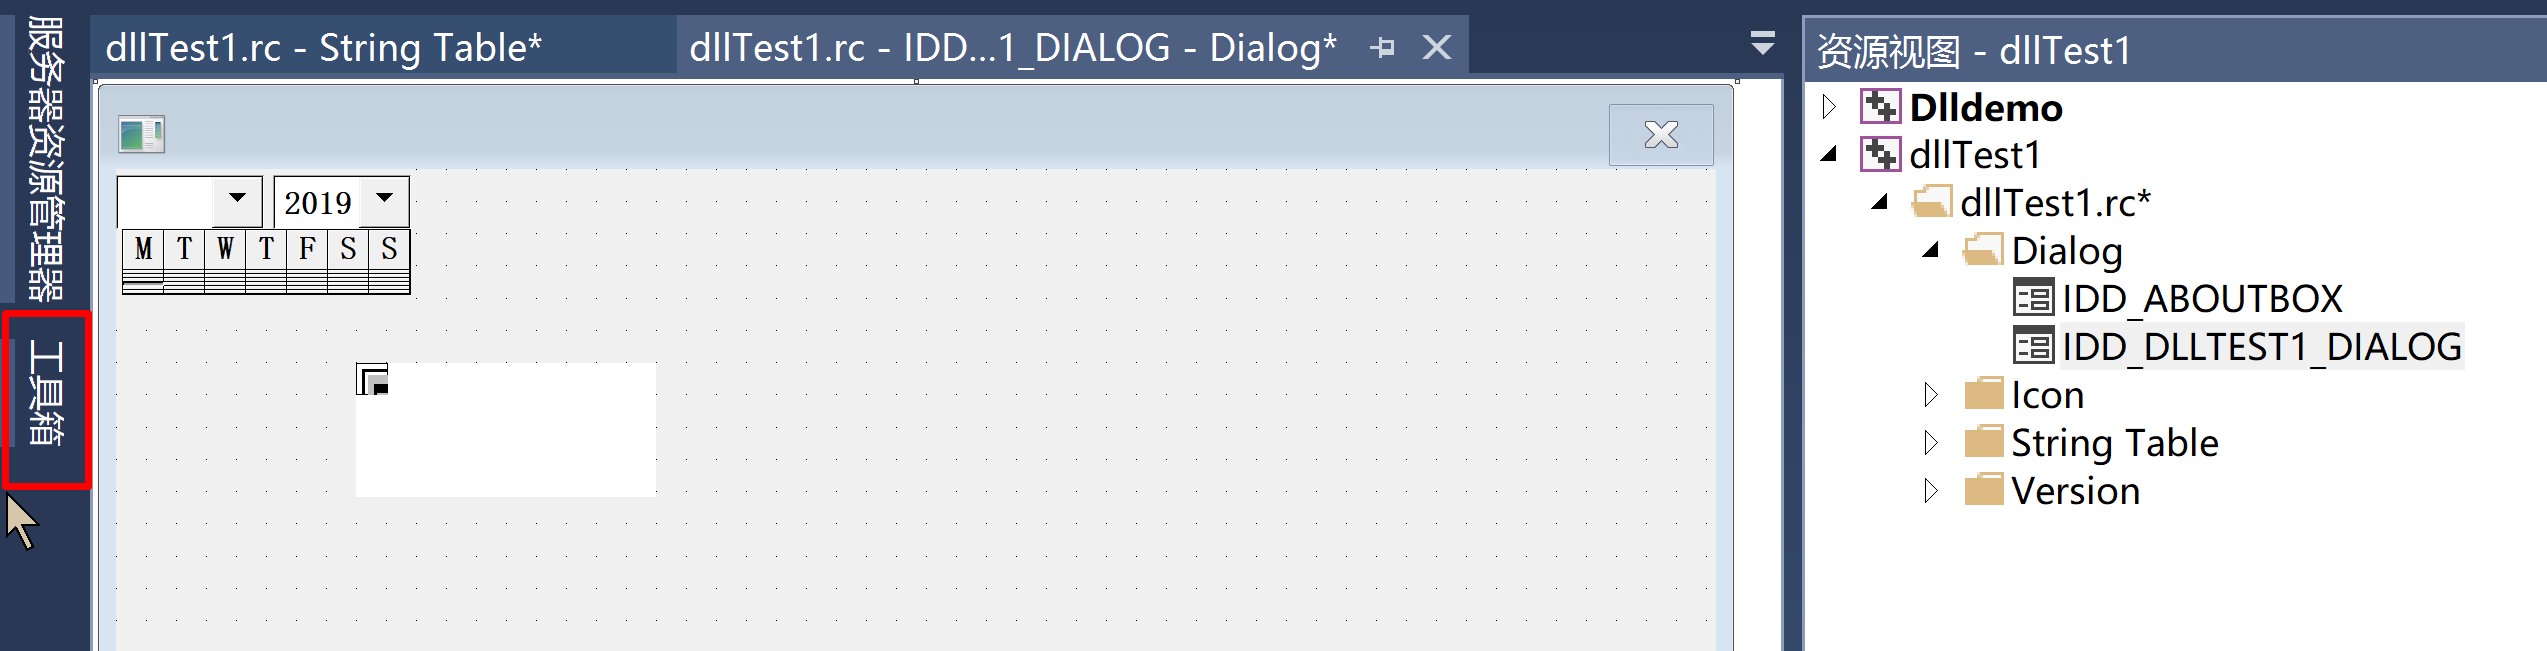 服务器资源管理器
工具箱
dllTest1.rc - String Table*
dllTest1.rc - IDD...1_DIALOG - Dialog*
2019
M T W T F S S
资源视图 - dllTest1
Dlldemo
dllTest1
dllTest1.rc*
Dialog
IDD_ABOUTBOX
IDD_DLLTEST1_DIALOG
Icon
String Table
Version